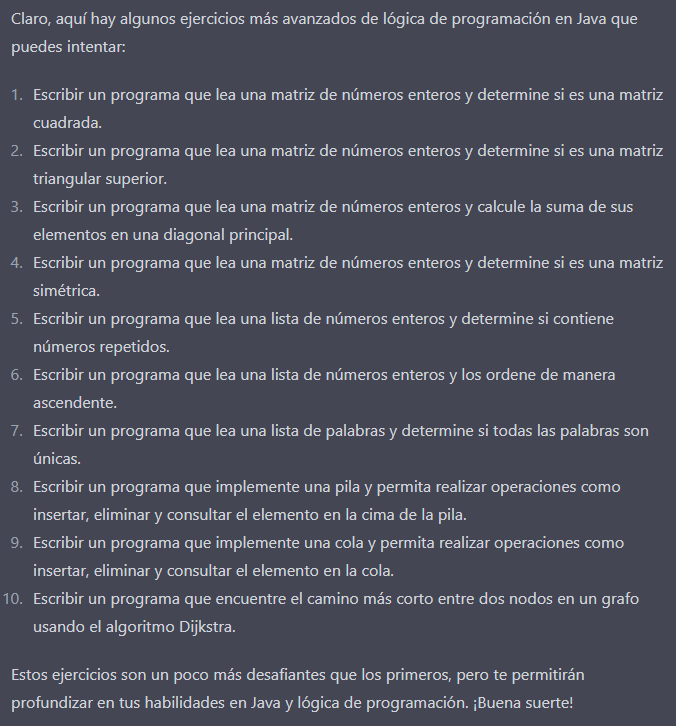 Claro, aquí hay algunos ejercicios más avanzados de lógica de programación en Java que
puedes intentar:
1. Escribir un programa que lea una matriz de números enteros y determine si es una matriz
cuadrada.
2. Escribir un programa que lea una matriz de números enteros y determine si es una matriz
triangular superior.
3. Escribir un programa que lea una matriz de números enteros y calcule la suma de sus
elementos en una diagonal principal.
4. Escribir un programa que lea una matriz de números enteros y determine si es una matriz
simétrica.
5. Escribir un programa que lea una lista de números enteros y determine si contiene
números repetidos.
6. Escribir un programa que lea una lista de números enteros y los ordene de manera
ascendente.
7. Escribir un programa que lea una lista de palabras y determine si todas las palabras son
únicas.
8. Escribir un programa que implemente una pila y permita realizar operaciones como
insertar, eliminar y consultar el elemento en la cima de la pila.
9. Escribir un programa que implemente una cola y permita realizar operaciones como
insertar, eliminar y consultar el elemento en la cola.
10. Escribir un programa que encuentre el camino más corto entre dos nodos en un grafo
usando el algoritmo Dijkstra.
Estos ejercicios son un poco más desafiantes que los primeros, pero te permitirán
profundizar en tus habilidades en Java y lógica de programación. ¡Buena suerte!